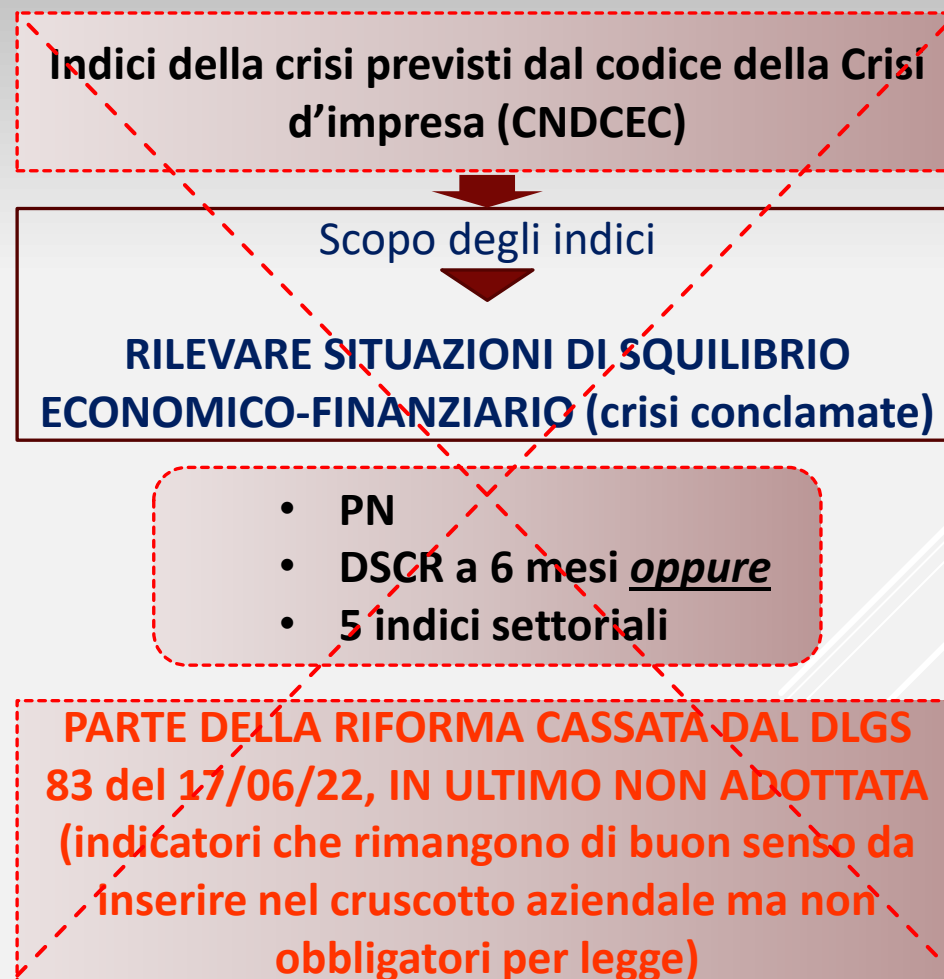 Indici della crisi previsti dal codice della Crisi
d’impresa (CNDCEC)
Scopo degli indici
RILEVARE SITUAZIONI DI SQUILIBRIO
ECONOMICO-FINANZIARIO (crisi conclamate)
• PN
• DSCR a 6 mesi oppure
• 5 indici settoriali
PARTE DELLA RIFORMA CASSATA DAL DLGS
83 del 17/06/22, IN ULTIMO NON ADOTTATA
(indicatori che rimangono di buon senso da
inserire nel cruscotto aziendale ma non
obbligatori per legge)